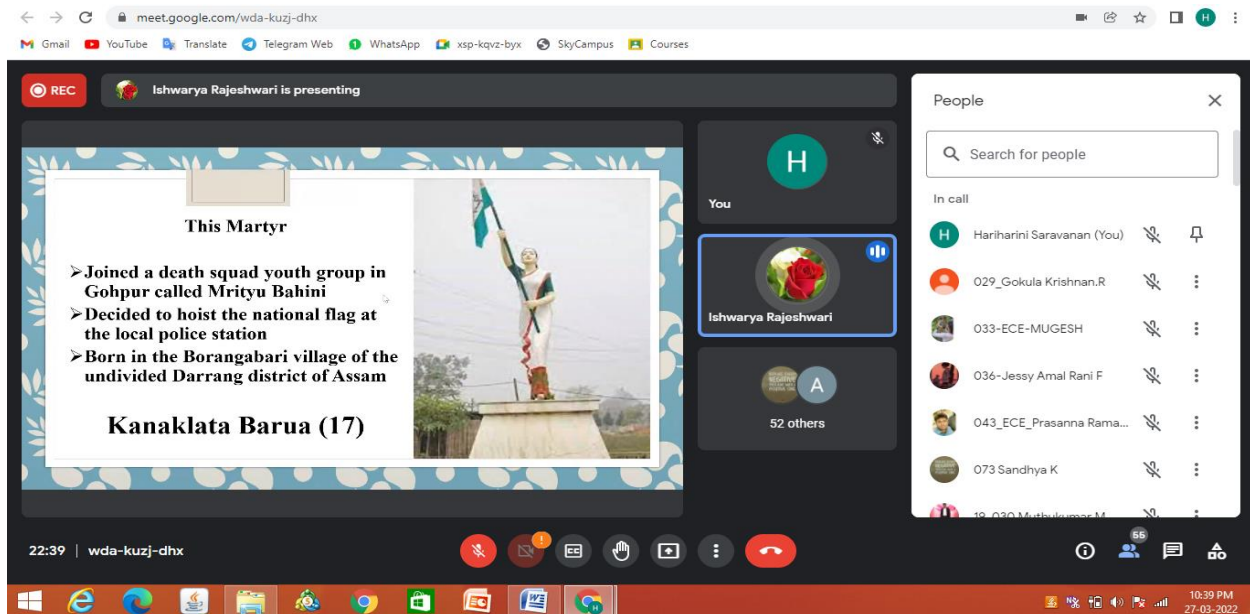 meet.google.com/wda-kuzj-dhx
H
Gmail YouTube Translate Telegram Web WhatsApp xsp-kqvz-byx SkyCampus Courses
REC
Ishwarya Rajeshwari is presenting
This Martyr
➢Joined a death squad youth group in
Gohpur called Mrityu Bahini
➢Decided to hoist the national flag at
the local police station
➢Born in the Borangabari village of the
undivided Darrang district of Assam
Kanaklata Barua (17)
H
You
Ishwarya Rajeshwari
A
52 others
People
Search for people
In call
H Hariharini Saravanan (You)
029_Gokula Krishnan.R
033-ECE-MUGESH
036-Jessy Amal Rani F
043_ECE_Prasanna Rama...
073 Sandhya K
19_030 Muthukumar M
22:39 | wda-kuzj-dhx
CC
55
10:39 PM
27-03-2022